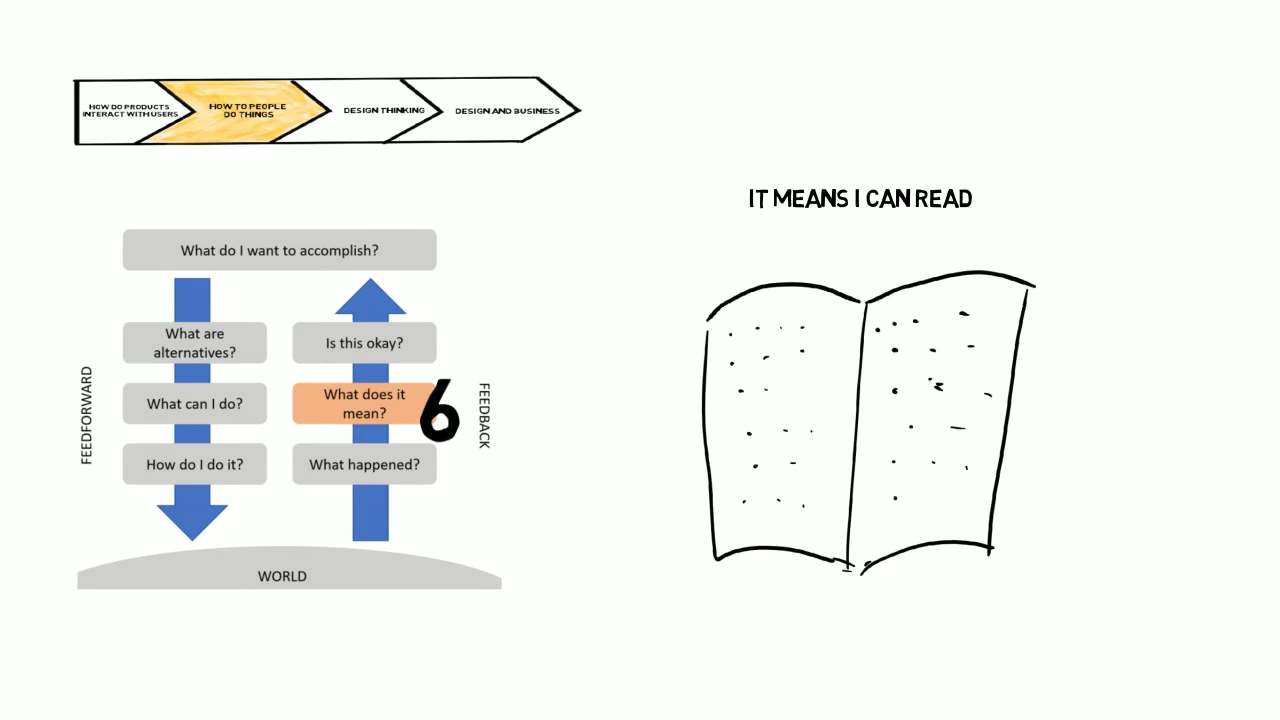 HOW DO PRODUCTS
INTERACT WITH USERS
HOW TO PEOPLE
DO THINGS
DESIGN THINKING
DESIGN AND BUSINESS
IT MEANS I CAN READ
What do I want to accomplish?
What are
alternatives?
Is this okay?
What can I do?
What does it
mean?
6
How do I do it?
What happened?
FEEDFORWARD
FEEDBACK
WORLD